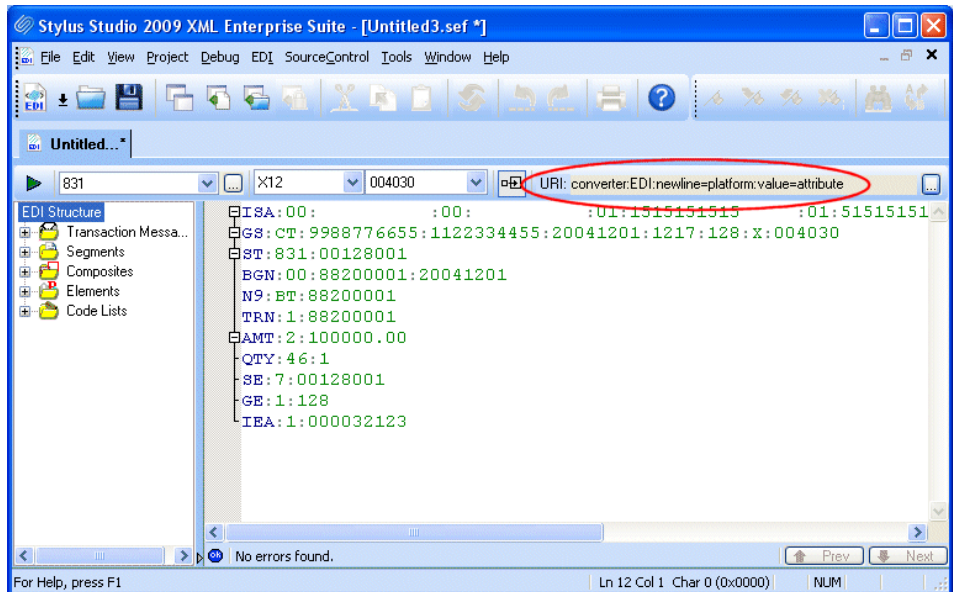 Stylus Studio 2009 XML Enterprise Suite - [Untitled3.sef *]
File Edit View Project Debug EDI SourceControl Tools Window Help
EDI
Untitled...*
831 ... X12 004030 URI: converter:EDI:newline=platform:value=attribute ...
EDI Structure
Transaction Messa...
Segments
Composites
Elements
Code Lists
ISA:00: :00: :01:1515151515 :01:51515151
GS:CT:9988776655:1122334455:20041201:1217:128:X:004030
ST:831:00128001
BGN:00:88200001:20041201
N9:BT:88200001
TRN:1:88200001
AMT:2:100000.00
QTY:46:1
SE:7:00128001
GE:1:128
IEA:1:000032123
No errors found.
Prev Next
For Help, press F1 Ln 12 Col 1 Char 0 (0x0000) NUM